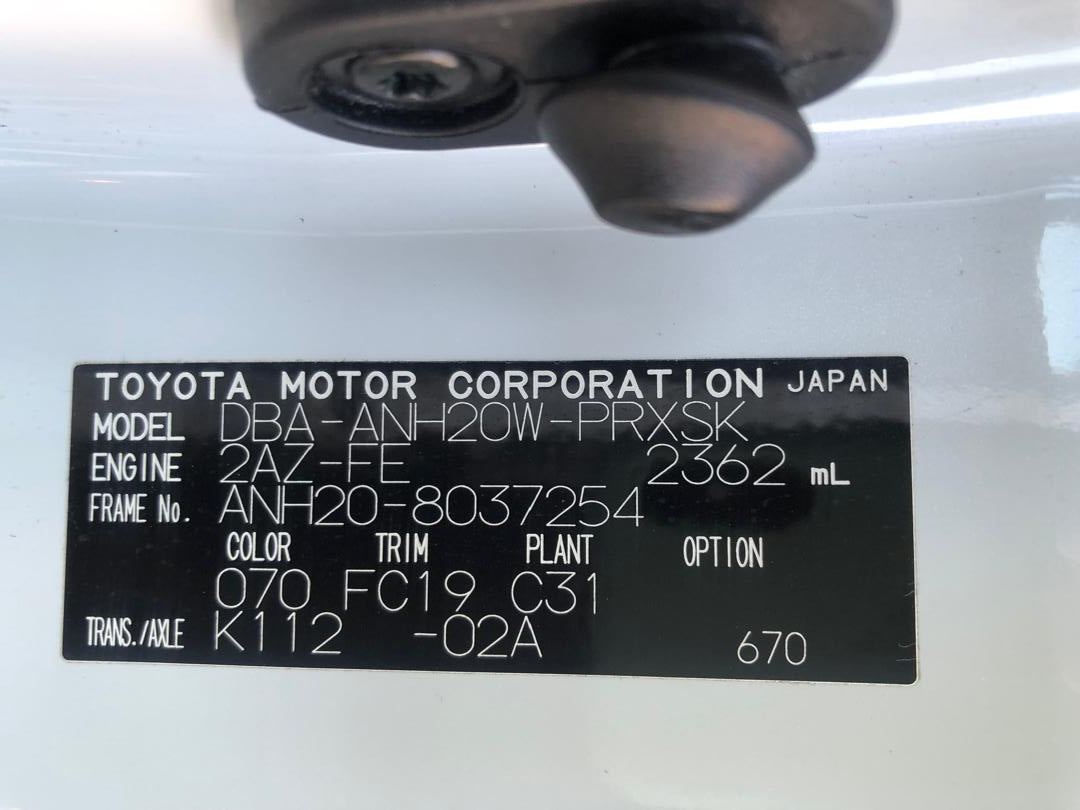 TOYOTA MOTOR CORPORATION JAPAN
MODEL DBA-ANH20W-PRXSK
ENGINE 2AZ-FE 2362 mL
FRAME No. ANH20-8037254
COLOR TRIM PLANT OPTION
070 FC19 C31
TRANS./AXLE K112 -02A 670